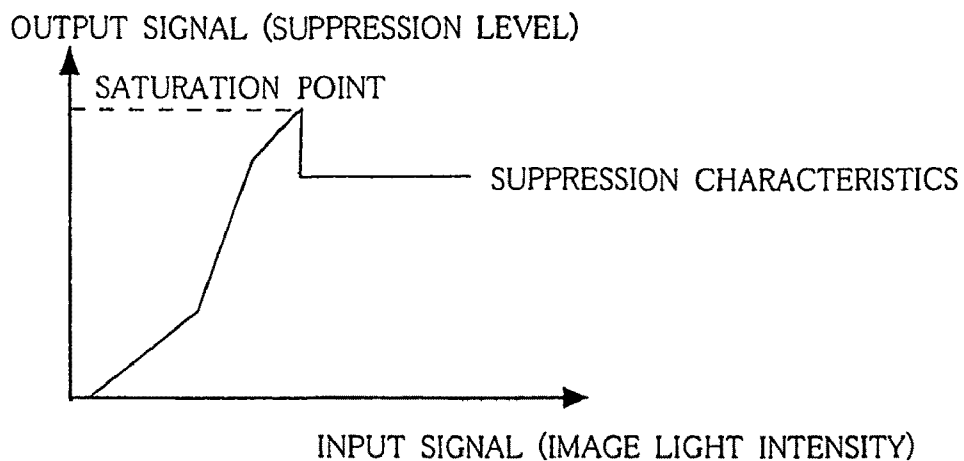 OUTPUT SIGNAL (SUPPRESSION LEVEL)
SATURATION POINT
SUPPRESSION CHARACTERISTICS
INPUT SIGNAL (IMAGE LIGHT INTENSITY)